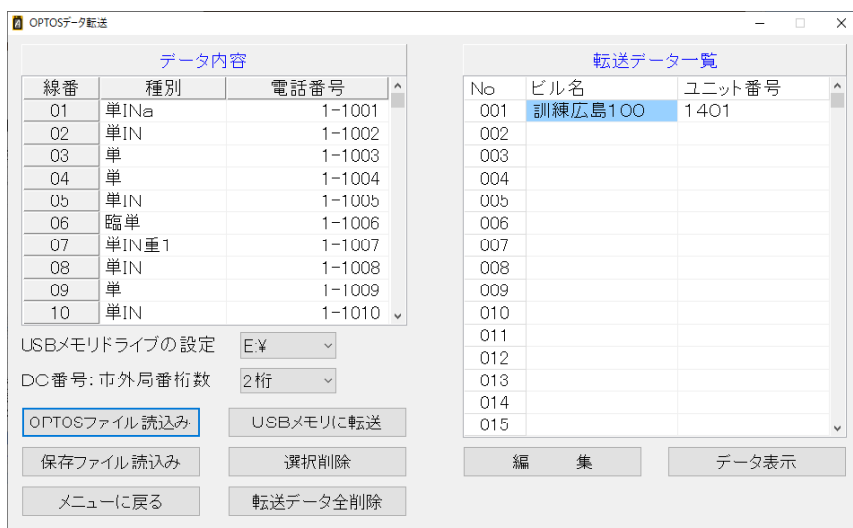 OPTOSデータ転送
データ内容
線番 種別 電話番号
01 単INa 1-1001
02 単IN 1-1002
03 単 1-1003
04 単 1-1004
05 単IN 1-1005
06 臨単 1-1006
07 単IN重1 1-1007
08 単IN 1-1008
09 単 1-1009
10 単IN 1-1010
USBメモリドライブの設定 E:¥
DC番号:市外局番桁数 2桁
OPTOSファイル読込み USBメモリに転送
保存ファイル読込み 選択削除
メニューに戻る 転送データ全削除
転送データ一覧
No ビル名 ユニット番号
001 訓練広島100 1401
002
003
004
005
006
007
008
009
010
011
012
013
014
015
編 集 データ表示